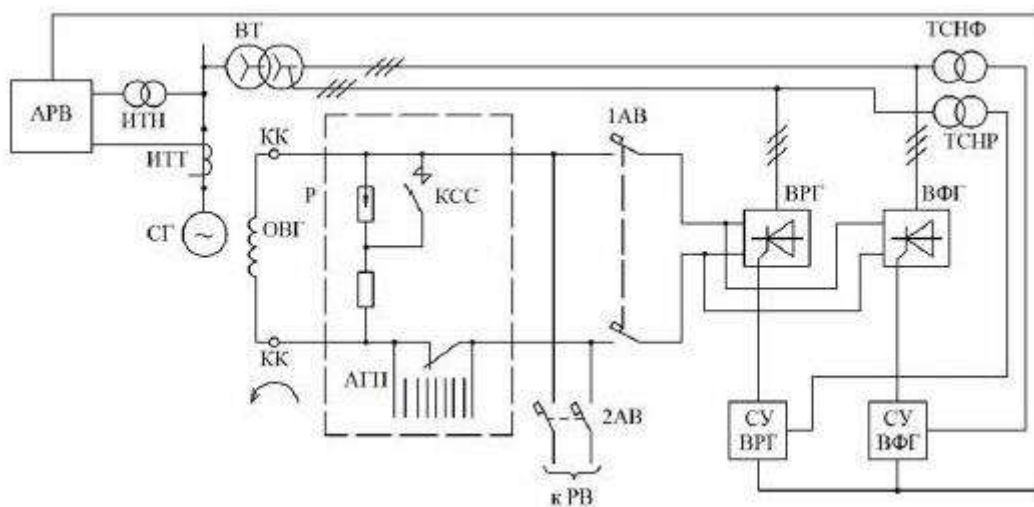 ВТ
ТСНФ
АРВ
ИТН
ТСНР
ИТТ
КК
1АВ
Р
КСС
ВРГ
ВФГ
СГ
~
ОВГ
КК
АГП
2АВ
СУ
ВРГ
СУ
ВФГ
к РВ